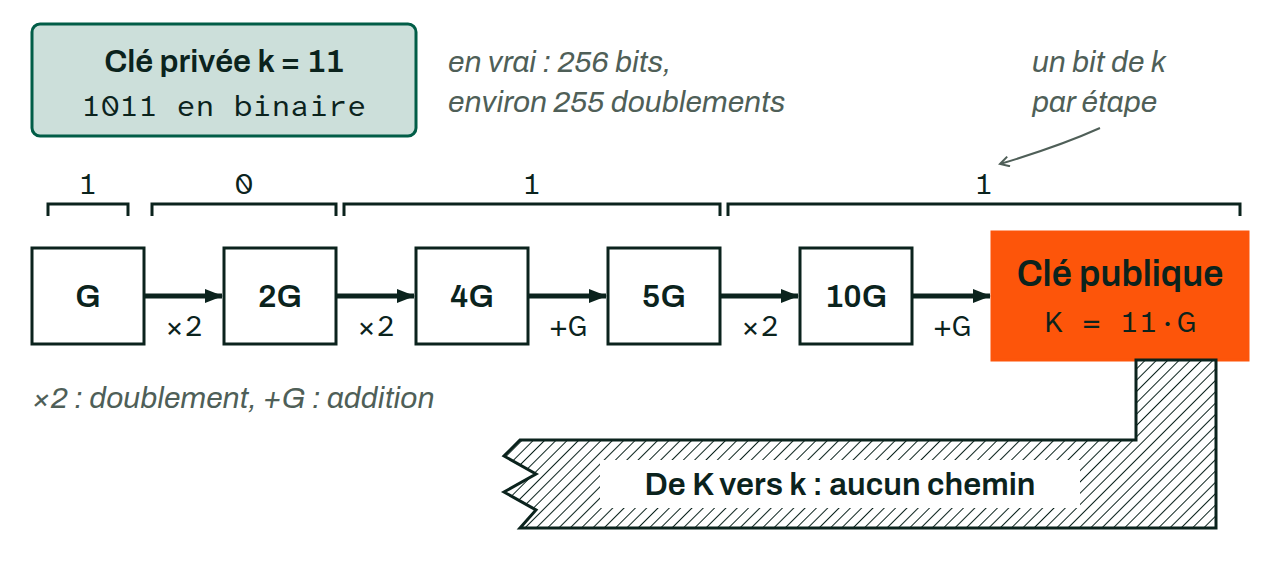 Clé privée k = 11
1011 en binaire
en vrai : 256 bits,
environ 255 doublements
un bit de k
par étape
1
0
1
1
G
×2
2G
×2
4G
+G
5G
×2
10G
+G
Clé publique
K = 11·G
×2 : doublement, +G : addition
De K vers k : aucun chemin